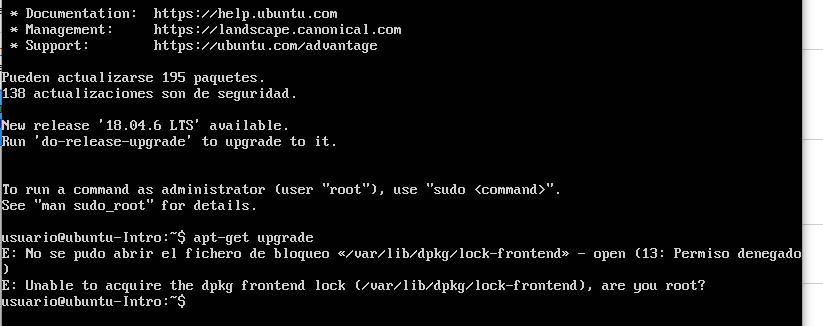 * Documentation:  https://help.ubuntu.com
* Management:     https://landscape.canonical.com
* Support:        https://ubuntu.com/advantage
Pueden actualizarse 195 paquetes.
138 actualizaciones son de seguridad.
New release '18.04.6 LTS' available.
Run 'do-release-upgrade' to upgrade to it.
To run a command as administrator (user "root"), use "sudo <command>".
See "man sudo_root" for details.
usuario@ubuntu-Intro:~$ apt-get upgrade
E: No se pudo abrir el fichero de bloqueo «/var/lib/dpkg/lock-frontend» - open (13: Permiso denegado
)
E: Unable to acquire the dpkg frontend lock (/var/lib/dpkg/lock-frontend), are you root?
usuario@ubuntu-Intro:~$